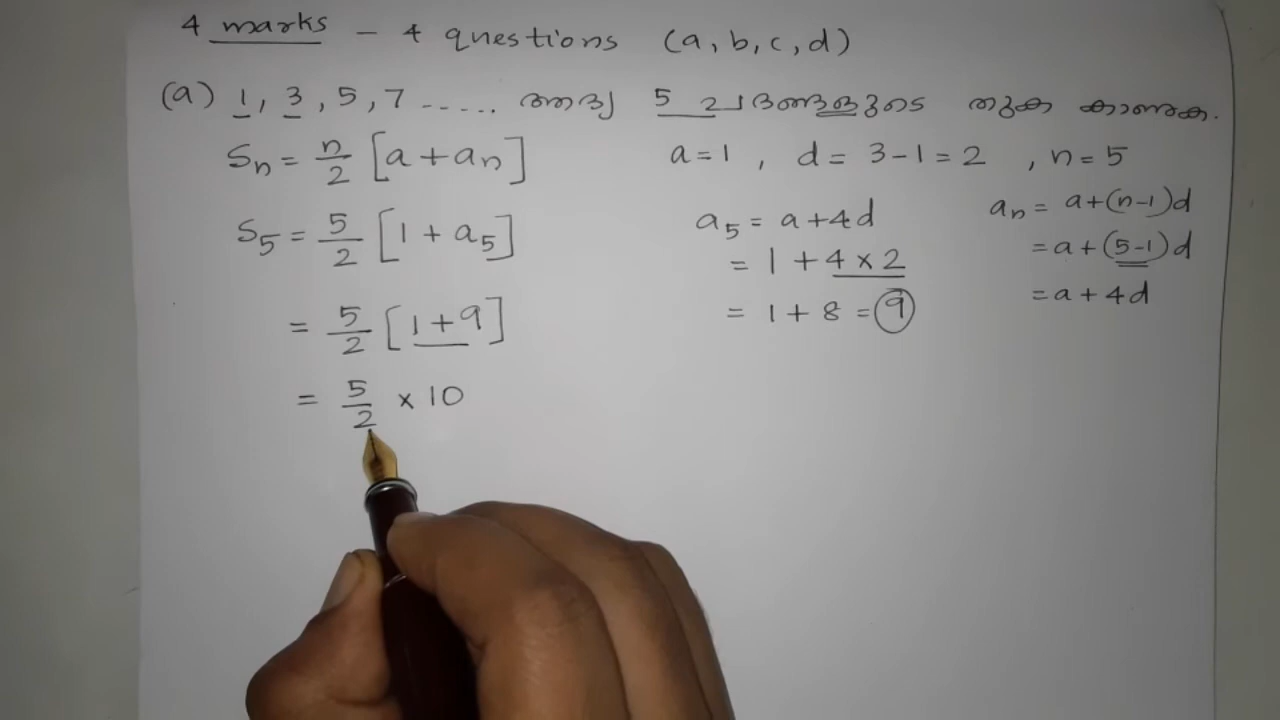 4 marks - 4 questions (a, b, c, d)
(a) 1, 3, 5, 7 ...... ആദ്യ 5 പദങ്ങളുടെ തുക കാണുക.
Sn = n/2 [a + an]
a = 1 , d = 3 - 1 = 2 , n = 5
S5 = 5/2 [1 + a5]
= 5/2 [1 + 9]
= 5/2 × 10
a5 = a + 4d
= 1 + 4 × 2
= 1 + 8 = 9
an = a + (n-1)d
= a + (5-1)d
= a + 4d